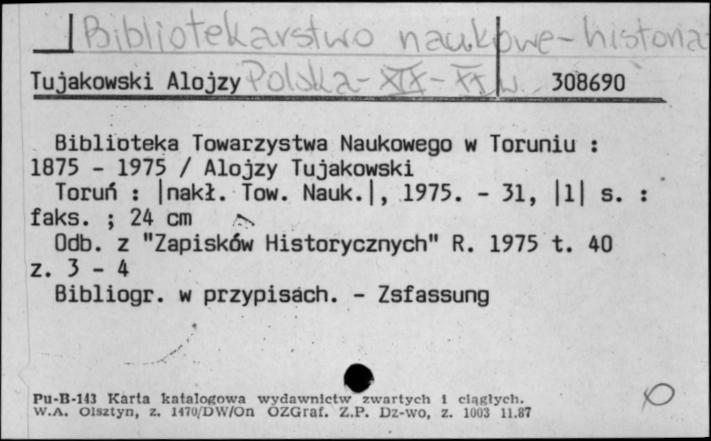 Bibliotekarstwo naukowe - historia
Tujakowski Alojzy Polska - XIX - XX w. 308690
Biblioteka Towarzystwa Naukowego w Toruniu :
1875 - 1975 / Alojzy Tujakowski
Toruń : |nakł. Tow. Nauk.|, 1975. - 31, |1| s. :
faks. ; 24 cm
Odb. z "Zapisków Historycznych" R. 1975 t. 40
z. 3 - 4
Bibliogr. w przypisach. - Zsfassung
Pu-B-143 Karta katalogowa wydawnictw zwartych i ciągłych.
W.A. Olsztyn, z. 1470/DW/On OZGraf. Z.P. Dz-wo, z. 1003 11.87